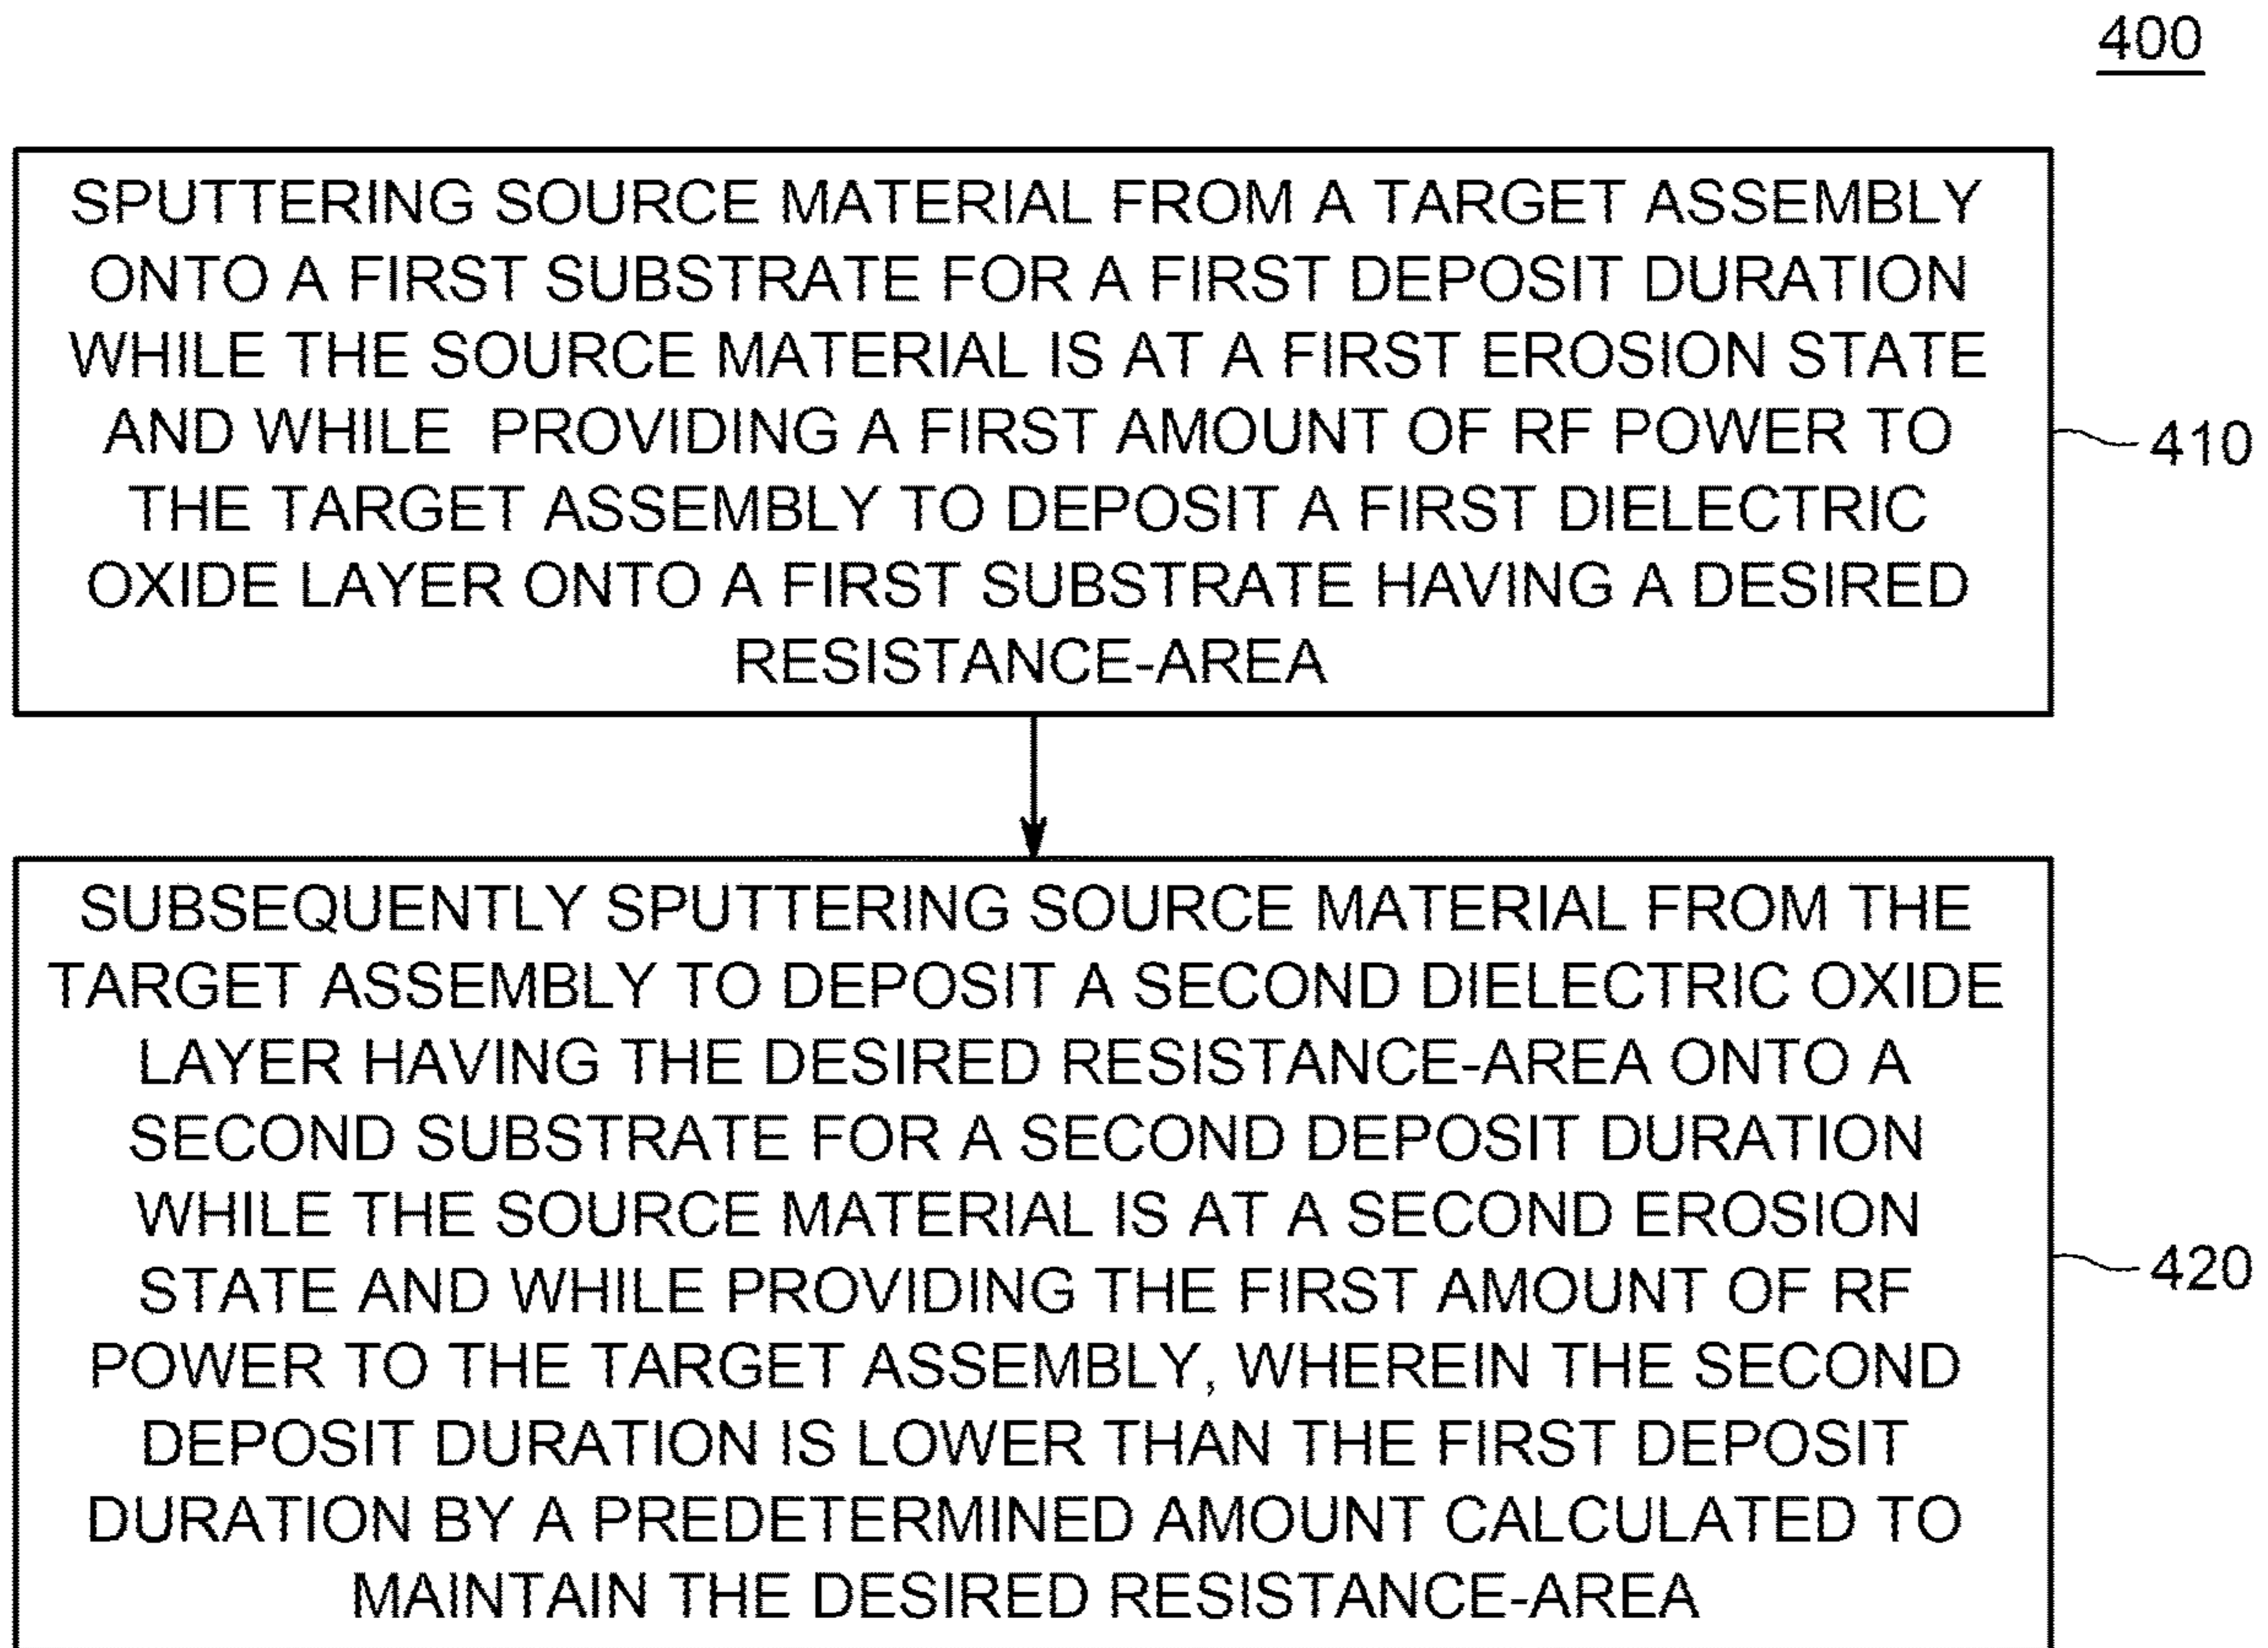 400
SPUTTERING SOURCE MATERIAL FROM A TARGET ASSEMBLY
ONTO A FIRST SUBSTRATE FOR A FIRST DEPOSIT DURATION
WHILE THE SOURCE MATERIAL IS AT A FIRST EROSION STATE
AND WHILE PROVIDING A FIRST AMOUNT OF RF POWER TO
THE TARGET ASSEMBLY TO DEPOSIT A FIRST DIELECTRIC
OXIDE LAYER ONTO A FIRST SUBSTRATE HAVING A DESIRED
RESISTANCE-AREA
410
SUBSEQUENTLY SPUTTERING SOURCE MATERIAL FROM THE
TARGET ASSEMBLY TO DEPOSIT A SECOND DIELECTRIC OXIDE
LAYER HAVING THE DESIRED RESISTANCE-AREA ONTO A
SECOND SUBSTRATE FOR A SECOND DEPOSIT DURATION
WHILE THE SOURCE MATERIAL IS AT A SECOND EROSION
STATE AND WHILE PROVIDING THE FIRST AMOUNT OF RF
POWER TO THE TARGET ASSEMBLY, WHEREIN THE SECOND
DEPOSIT DURATION IS LOWER THAN THE FIRST DEPOSIT
DURATION BY A PREDETERMINED AMOUNT CALCULATED TO
MAINTAIN THE DESIRED RESISTANCE-AREA
420